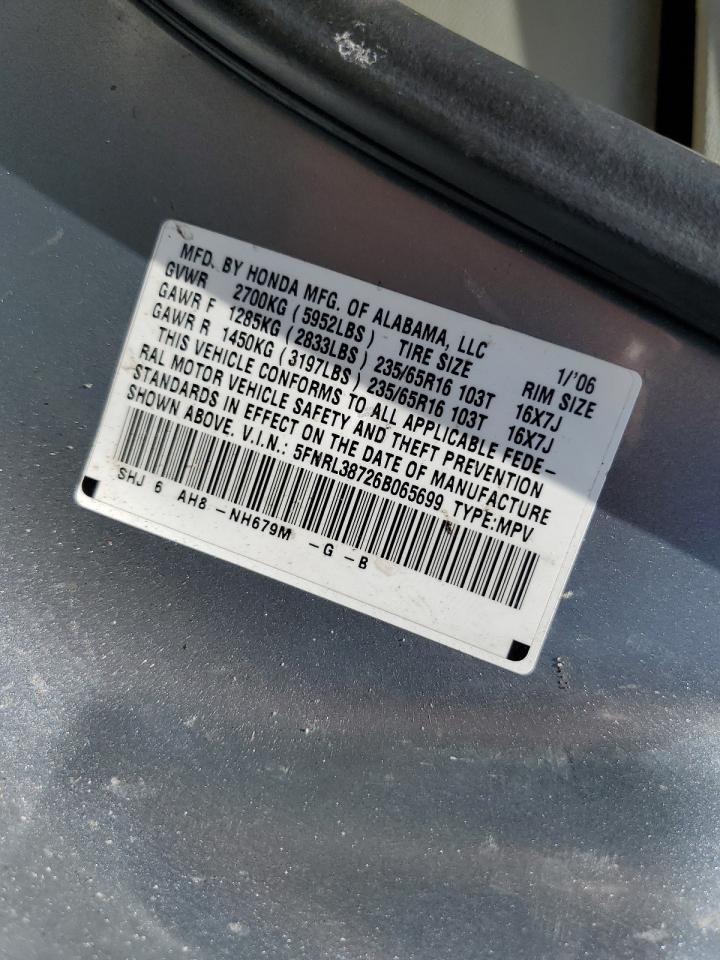 MFD. BY HONDA MFG. OF ALABAMA, LLC 1/'06
GVWR 2700KG (5952LBS) TIRE SIZE RIM SIZE
GAWR F 1285KG (2833LBS) 235/65R16 103T 16X7J
GAWR R 1450KG (3197LBS) 235/65R16 103T 16X7J
THIS VEHICLE CONFORMS TO ALL APPLICABLE FEDE-
RAL MOTOR VEHICLE SAFETY AND THEFT PREVENTION
STANDARDS IN EFFECT ON THE DATE OF MANUFACTURE
SHOWN ABOVE. V.I.N.: 5FNRL38726B065699 TYPE:MPV
SHJ 6 AH8 -NH679M -G -B